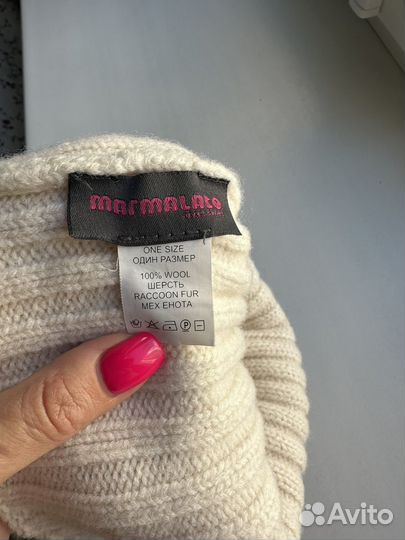 marmalato
ONE SIZE
ОДИН РАЗМЕР
100% WOOL
ШЕРСТЬ
RACCOON FUR
МЕХ ЕНОТА
Avito